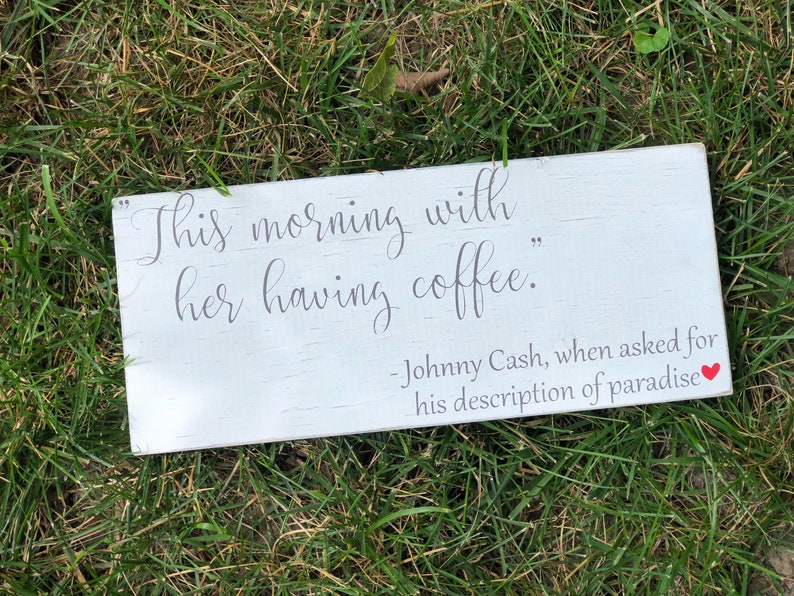 "This morning with
her having coffee."
-Johnny Cash, when asked for
his description of paradise